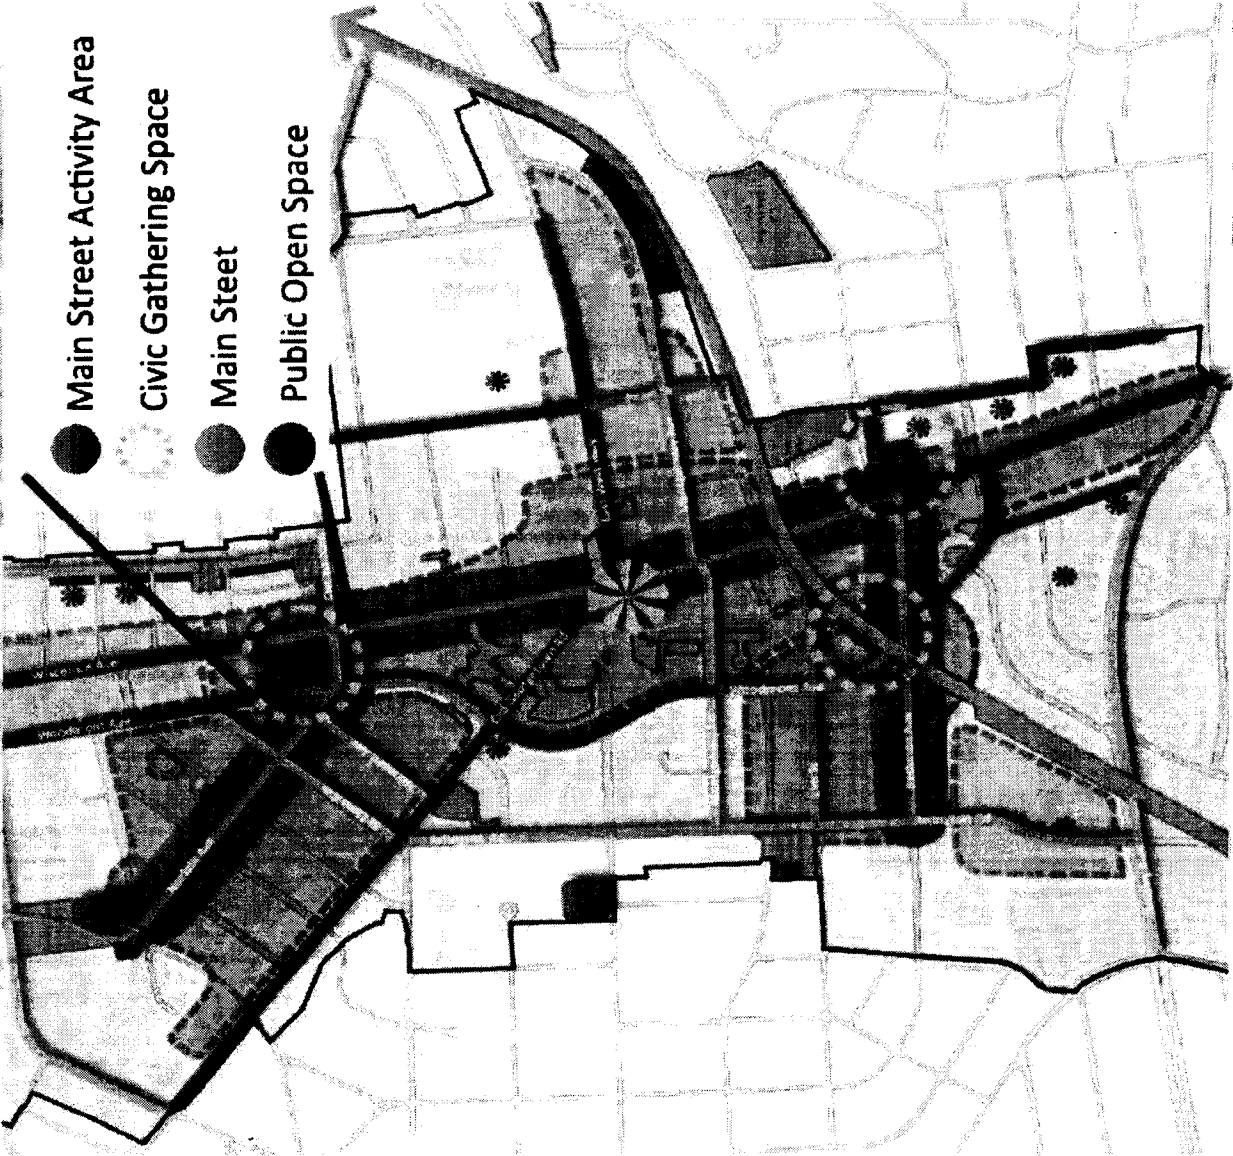 Main Street Activity Area
Civic Gathering Space
Main Steet
Public Open Space